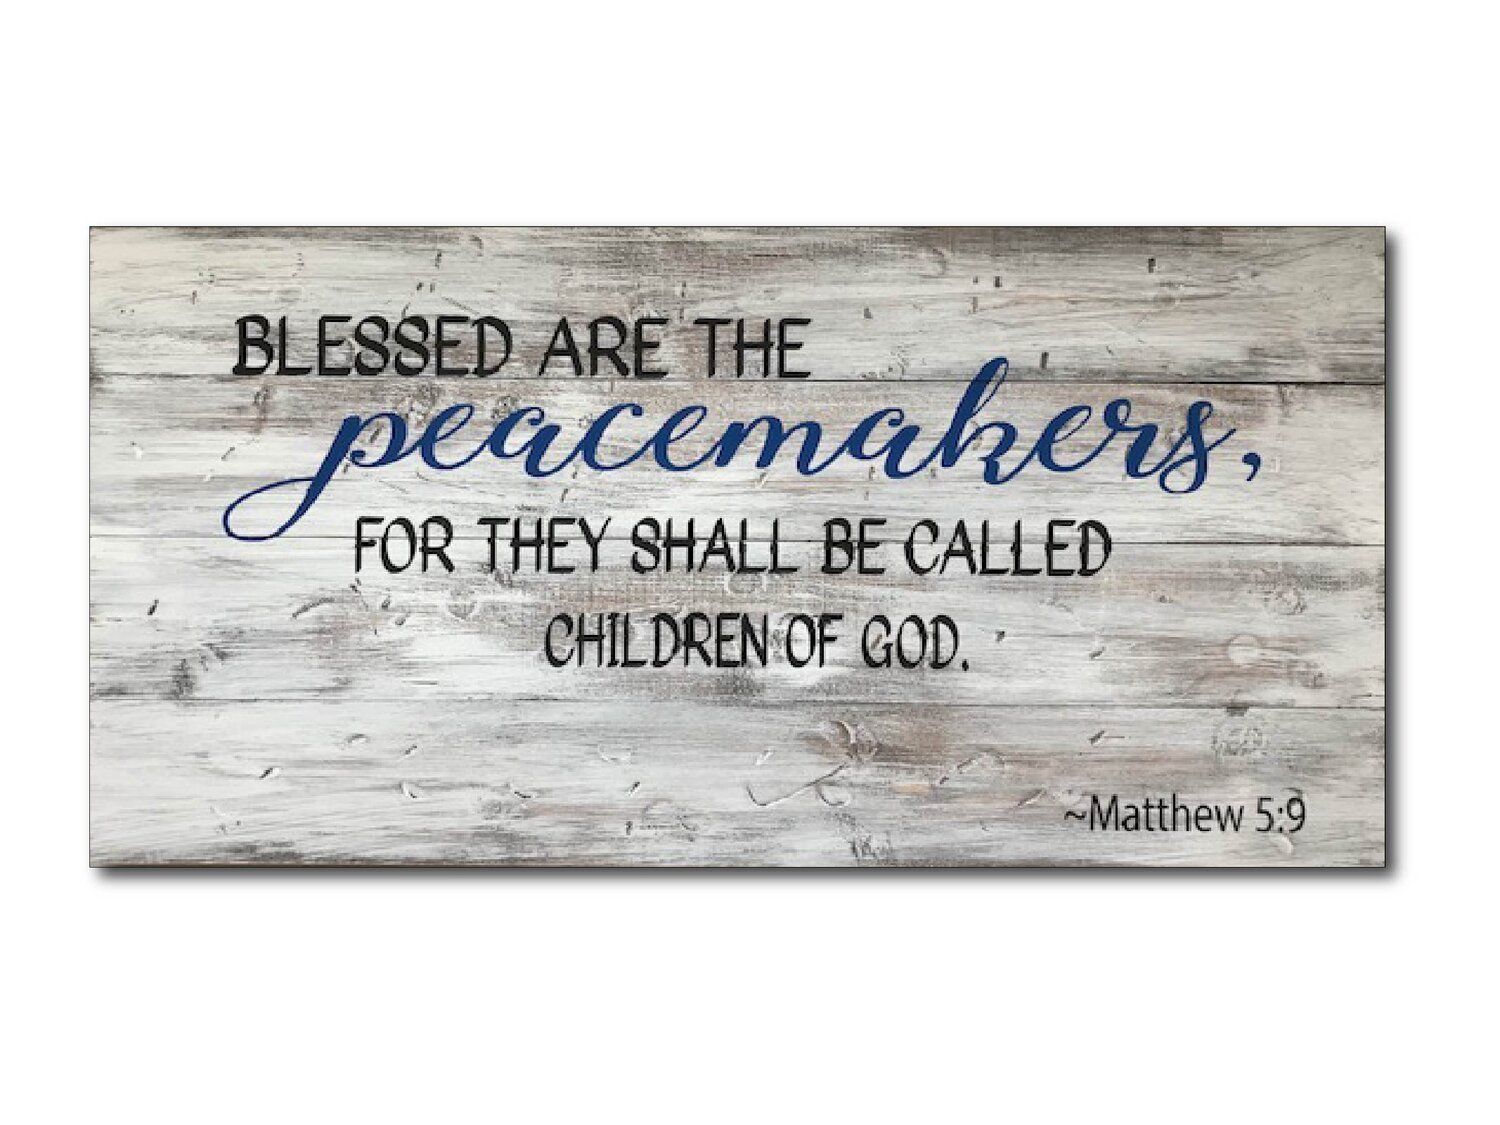 BLESSED ARE THE
peacemakers,
FOR THEY SHALL BE CALLED
CHILDREN OF GOD.
~Matthew 5:9